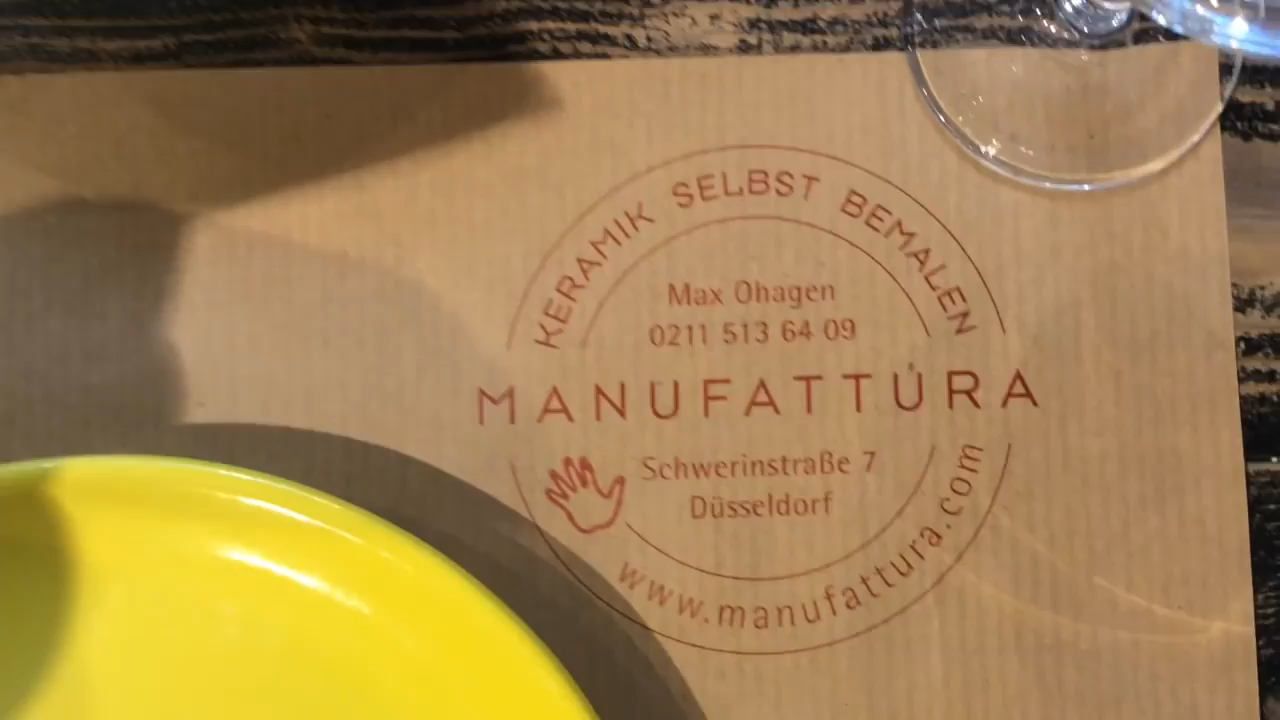 KERAMIK SELBST BEMALEN
Max Ohagen
0211 513 64 09
MANUFATTÚRA
Schwerinstraße 7
Düsseldorf
www.manufattura.com